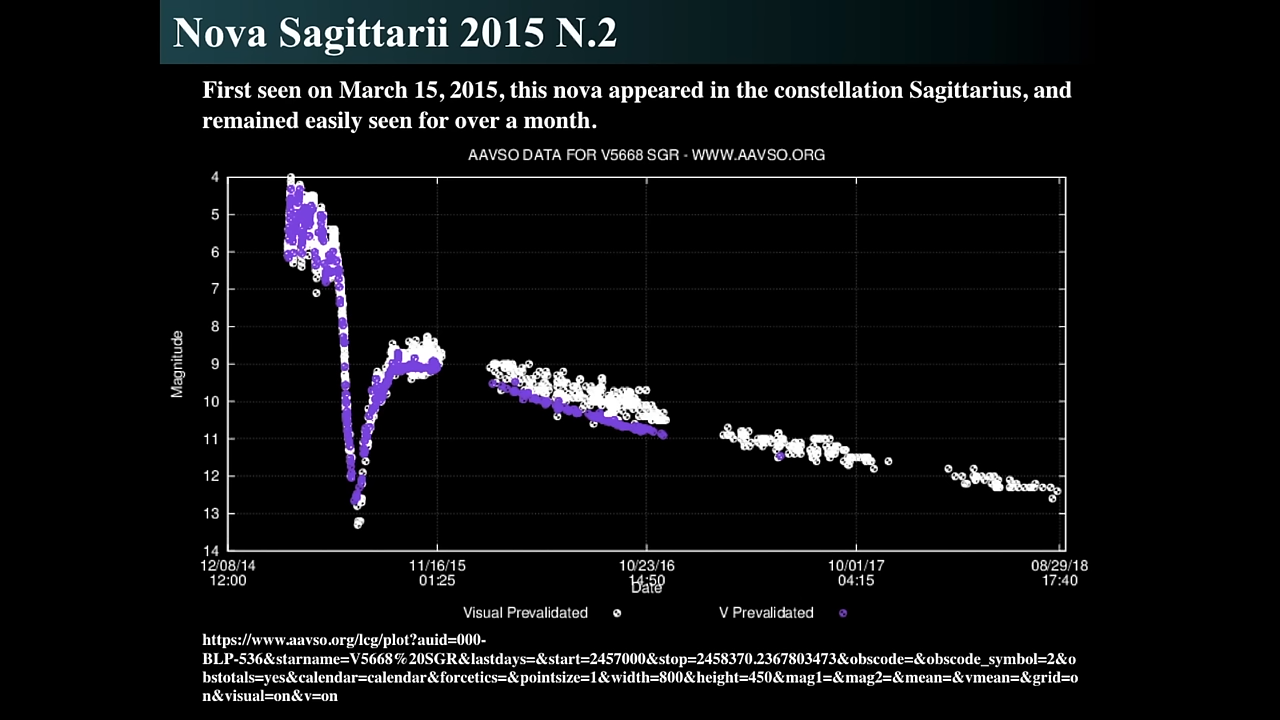 Nova Sagittarii 2015 N.2
First seen on March 15, 2015, this nova appeared in the constellation Sagittarius, and
remained easily seen for over a month.
AAVSO DATA FOR V5668 SGR - WWW.AAVSO.ORG
4
5
6
7
8
9
10
11
12
13
14
Magnitude
12/08/14 11/16/15 10/23/16 10/01/17 08/29/18
12:00 01:25 14:50 04:15 17:40
Date
Visual Prevalidated V Prevalidated
https://www.aavso.org/lcg/plot?auid=000-
BLP-536&starname=V5668%20SGR&lastdays=&start=2457000&stop=2458370.2367803473&obscode=&obscode_symbol=2&o
bstotals=yes&calendar=calendar&forcetics=&pointsize=1&width=800&height=450&mag1=&mag2=&mean=&vmean=&grid=o
n&visual=on&v=on